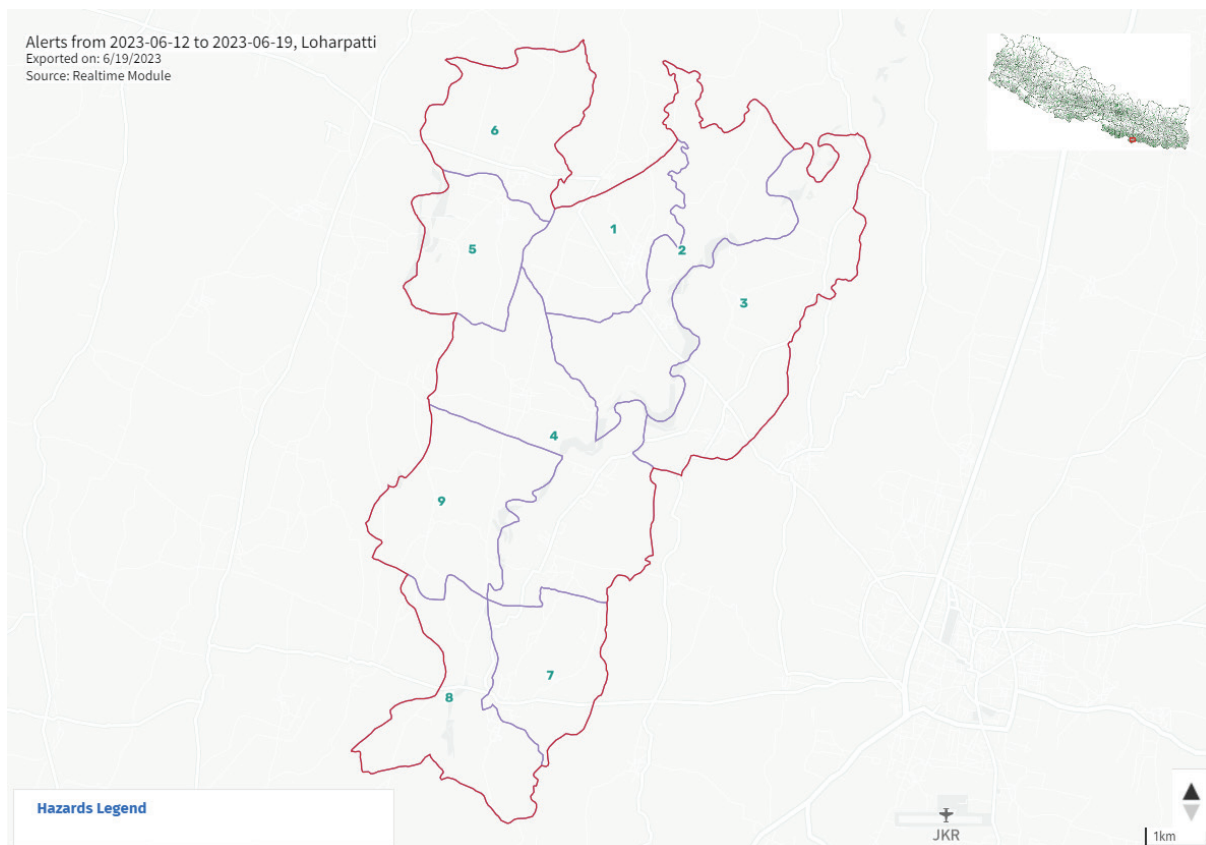 Alerts from 2023-06-12 to 2023-06-19, Loharpatti
Exported on: 6/19/2023
Source: Realtime Module
6
1
5
2
3
4
9
7
8
Hazards Legend
JKR
1km